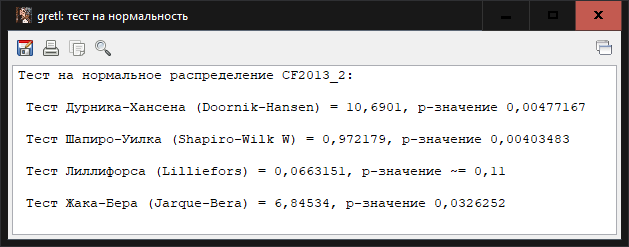 gretl: тест на нормальность
Тест на нормальное распределение CF2013_2:
Тест Дурника-Хансена (Doornik-Hansen) = 10,6901, p-значение 0,00477167
Тест Шапиро-Уилка (Shapiro-Wilk W) = 0,972179, p-значение 0,00403483
Тест Лиллифорса (Lilliefors) = 0,0663151, p-значение ~= 0,11
Тест Жака-Бера (Jarque-Bera) = 6,84534, p-значение 0,0326252